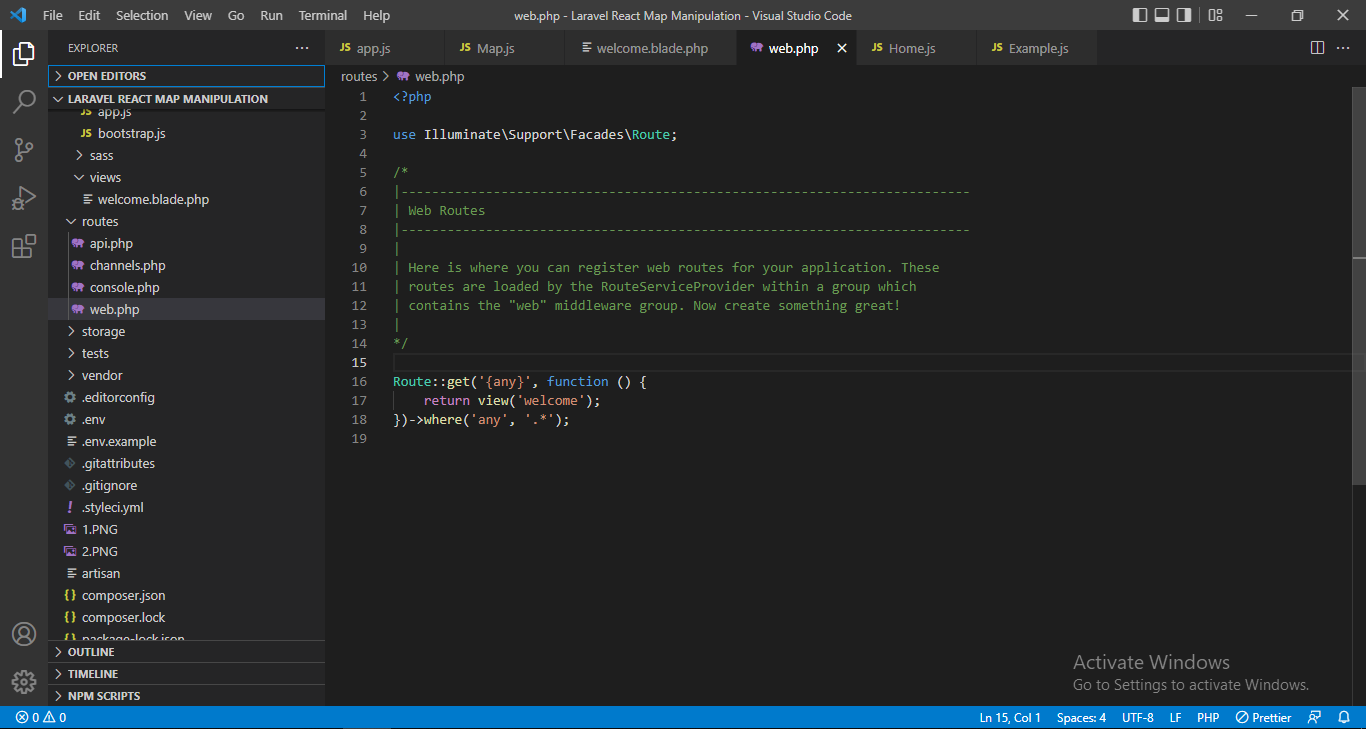 File Edit Selection View Go Run Terminal Help web.php - Laravel React Map Manipulation - Visual Studio Code
EXPLORER
OPEN EDITORS
LARAVEL REACT MAP MANIPULATION
JS app.js
JS bootstrap.js
sass
views
welcome.blade.php
routes
api.php
channels.php
console.php
web.php
storage
tests
vendor
.editorconfig
.env
.env.example
.gitattributes
.gitignore
! .styleci.yml
1.PNG
2.PNG
artisan
{} composer.json
{} composer.lock
{} package-lock.json
OUTLINE
TIMELINE
NPM SCRIPTS
JS app.js JS Map.js welcome.blade.php web.php JS Home.js JS Example.js
routes > web.php
1 <?php
2
3 use Illuminate\Support\Facades\Route;
4
5 /*
6 |--------------------------------------------------------------------------
7 | Web Routes
8 |--------------------------------------------------------------------------
9 |
10 | Here is where you can register web routes for your application. These
11 | routes are loaded by the RouteServiceProvider within a group which
12 | contains the "web" middleware group. Now create something great!
13 |
14 */
15
16 Route::get('{any}', function () {
17 return view('welcome');
18 })->where('any', '.*');
19
Activate Windows
Go to Settings to activate Windows.
0 0 Ln 15, Col 1 Spaces: 4 UTF-8 LF PHP Prettier